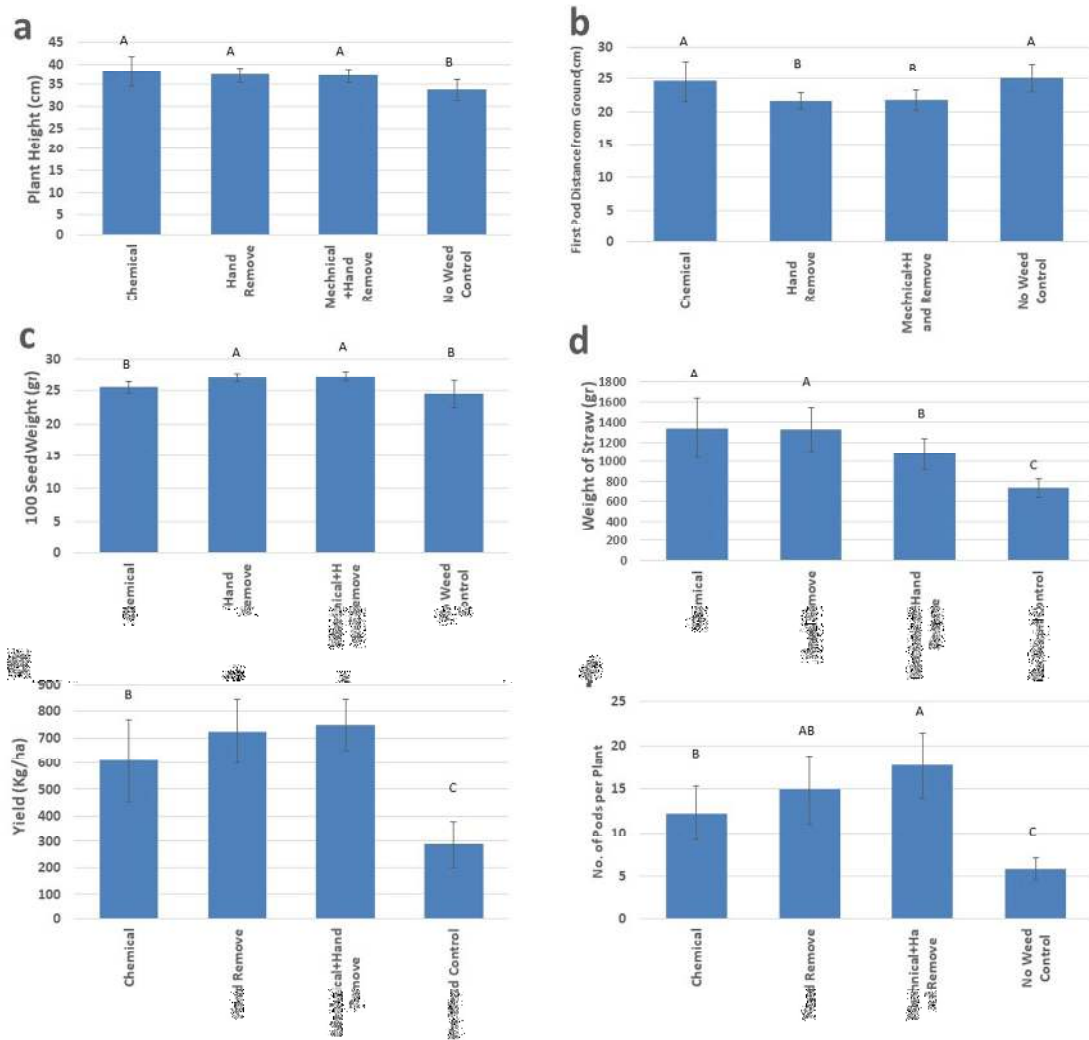 a
A
A
A
B
45
40
35
30
25
20
15
10
5
0
Plant Height (cm)
Chemical
Hand
Remove
Mechnical
+Hand
Remove
No Weed
Control
b
A
B
B
A
30
25
20
15
10
5
0
First Pod Distance from Ground(cm)
Chemical
Hand
Remove
Mechnical+H
and Remove
No Weed
Control
c
B
A
A
B
30
25
20
15
10
5
0
100 Seed Weight (gr)
Hand
Weed
d
A
A
B
C
1800
1600
1400
1200
1000
800
600
400
200
0
Weight of Straw (gr)
B
C
900
800
700
600
500
400
300
200
100
0
Yield (Kg/ha)
Chemical
Remove
B
AB
A
C
25
20
15
10
5
0
No. of Pods per Plant
Chemical
Remove
Remove
No Weed
Control